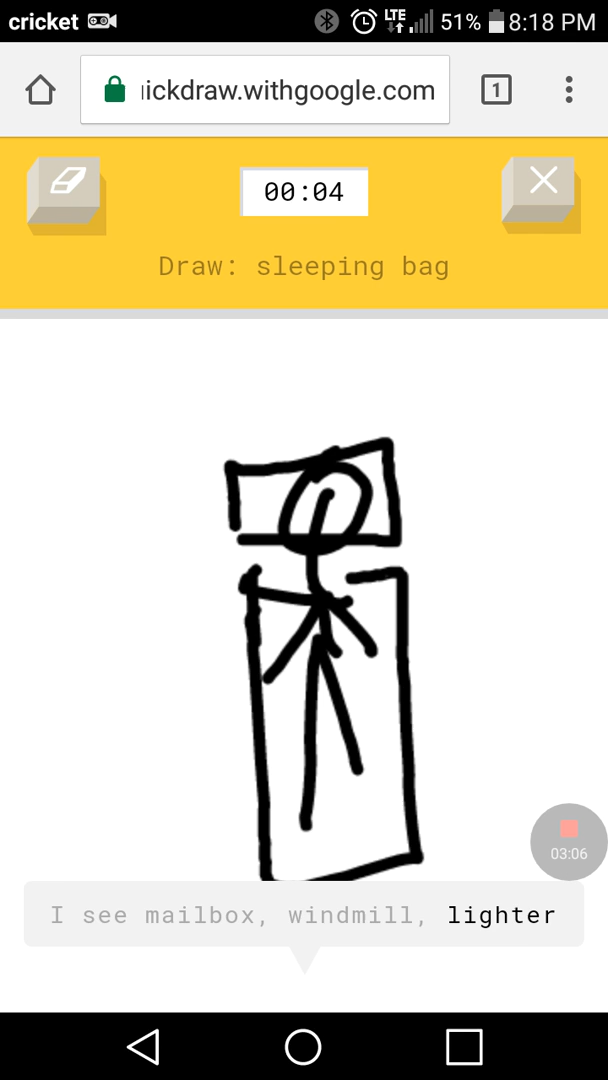 cricket LTE 51% 8:18 PM
ickdraw.withgoogle.com 1
00:04
Draw: sleeping bag
03:06
I see mailbox, windmill, lighter